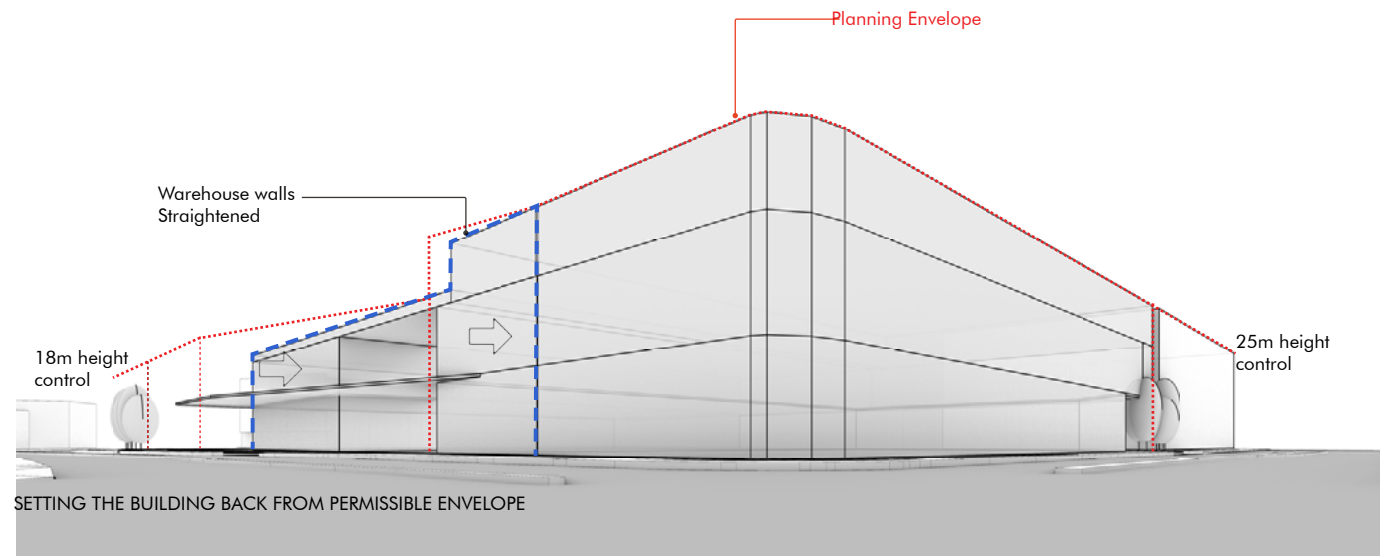 Planning Envelope
Warehouse walls
Straightened
18m height
control
25m height
control
SETTING THE BUILDING BACK FROM PERMISSIBLE ENVELOPE